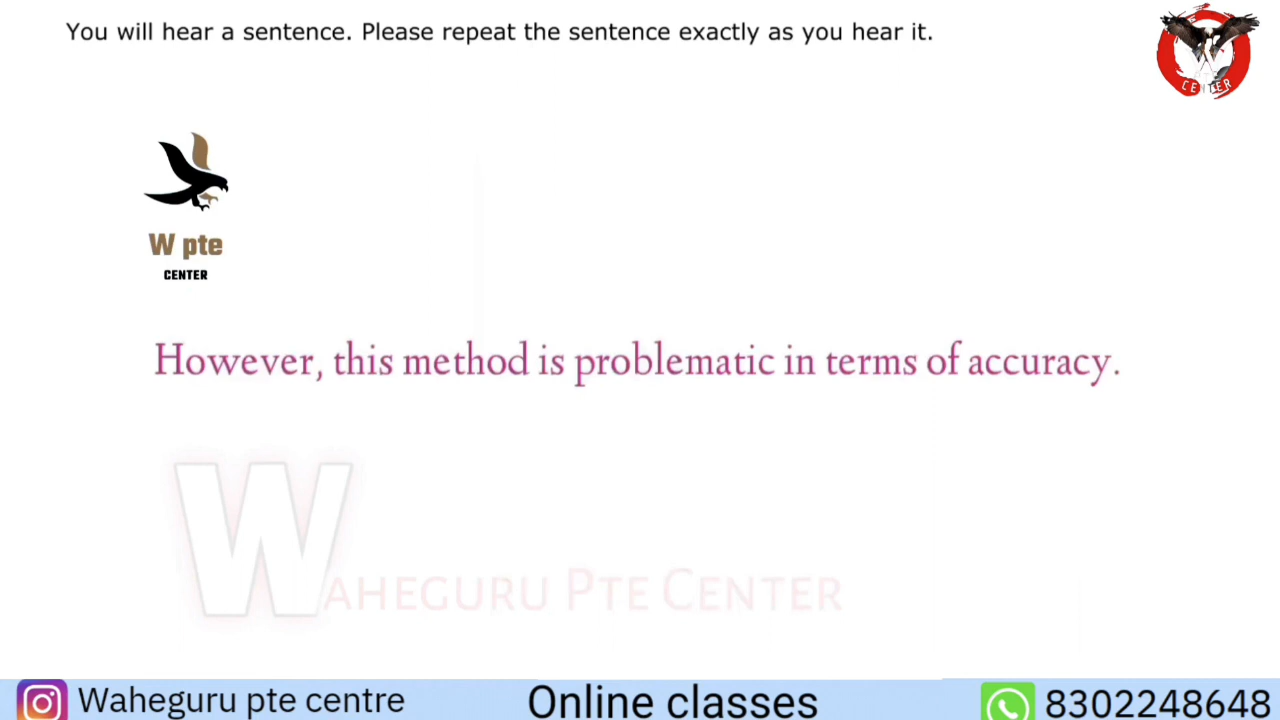 You will hear a sentence. Please repeat the sentence exactly as you hear it.
W
CENTER
W pte
CENTER
However, this method is problematic in terms of accuracy.
WAHEGURU PTE CENTER
Waheguru pte centre
Online classes
8302248648